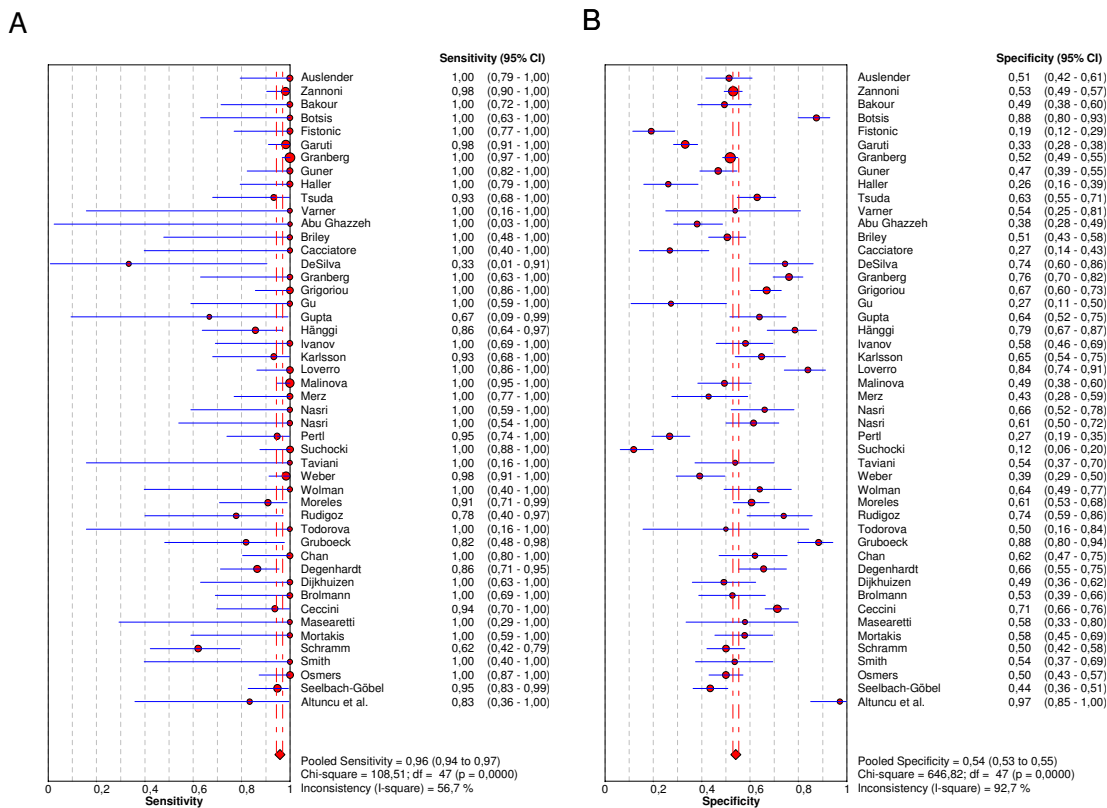 A
Sensitivity (95% CI)
Auslender 1,00 (0,79 - 1,00)
Zannoni 0,98 (0,90 - 1,00)
Bakour 1,00 (0,72 - 1,00)
Botsis 1,00 (0,63 - 1,00)
Fistonic 1,00 (0,77 - 1,00)
Garuti 0,98 (0,91 - 1,00)
Granberg 1,00 (0,97 - 1,00)
Guner 1,00 (0,82 - 1,00)
Haller 1,00 (0,79 - 1,00)
Tsuda 0,93 (0,68 - 1,00)
Varner 1,00 (0,16 - 1,00)
Abu Ghazzeh 1,00 (0,03 - 1,00)
Briley 1,00 (0,48 - 1,00)
Cacciatore 1,00 (0,40 - 1,00)
DeSilva 0,33 (0,01 - 0,91)
Granberg 1,00 (0,63 - 1,00)
Grigoriou 1,00 (0,86 - 1,00)
Gu 1,00 (0,59 - 1,00)
Gupta 0,67 (0,09 - 0,99)
Hänggi 0,86 (0,64 - 0,97)
Ivanov 1,00 (0,69 - 1,00)
Karlsson 0,93 (0,68 - 1,00)
Loverro 1,00 (0,86 - 1,00)
Malinova 1,00 (0,95 - 1,00)
Merz 1,00 (0,77 - 1,00)
Nasri 1,00 (0,59 - 1,00)
Nasri 1,00 (0,54 - 1,00)
Pertl 0,95 (0,74 - 1,00)
Suchocki 1,00 (0,88 - 1,00)
Taviani 1,00 (0,16 - 1,00)
Weber 0,98 (0,91 - 1,00)
Wolman 1,00 (0,40 - 1,00)
Moreles 0,91 (0,71 - 0,99)
Rudigoz 0,78 (0,40 - 0,97)
Todorova 1,00 (0,16 - 1,00)
Gruboeck 0,82 (0,48 - 0,98)
Chan 1,00 (0,80 - 1,00)
Degenhardt 0,86 (0,71 - 0,95)
Dijkhuizen 1,00 (0,63 - 1,00)
Brolmann 1,00 (0,69 - 1,00)
Ceccini 0,94 (0,70 - 1,00)
Masearetti 1,00 (0,29 - 1,00)
Mortakis 1,00 (0,59 - 1,00)
Schramm 0,62 (0,42 - 0,79)
Smith 1,00 (0,40 - 1,00)
Osmers 1,00 (0,87 - 1,00)
Seelbach-Göbel 0,95 (0,83 - 0,99)
Altuncu et al. 0,83 (0,36 - 1,00)
Pooled Sensitivity = 0,96 (0,94 to 0,97)
Chi-square = 108,51; df = 47 (p = 0,0000)
Inconsistency (I-square) = 56,7 %
0 0,2 0,4 0,6 0,8 1
Sensitivity
B
Specificity (95% CI)
Auslender 0,51 (0,42 - 0,61)
Zannoni 0,53 (0,49 - 0,57)
Bakour 0,49 (0,38 - 0,60)
Botsis 0,88 (0,80 - 0,93)
Fistonic 0,19 (0,12 - 0,29)
Garuti 0,33 (0,28 - 0,38)
Granberg 0,52 (0,49 - 0,55)
Guner 0,47 (0,39 - 0,55)
Haller 0,26 (0,16 - 0,39)
Tsuda 0,63 (0,55 - 0,71)
Varner 0,54 (0,25 - 0,81)
Abu Ghazzeh 0,38 (0,28 - 0,49)
Briley 0,51 (0,43 - 0,58)
Cacciatore 0,27 (0,14 - 0,43)
DeSilva 0,74 (0,60 - 0,86)
Granberg 0,76 (0,70 - 0,82)
Grigoriou 0,67 (0,60 - 0,73)
Gu 0,27 (0,11 - 0,50)
Gupta 0,64 (0,52 - 0,75)
Hänggi 0,79 (0,67 - 0,87)
Ivanov 0,58 (0,46 - 0,69)
Karlsson 0,65 (0,54 - 0,75)
Loverro 0,84 (0,74 - 0,91)
Malinova 0,49 (0,38 - 0,60)
Merz 0,43 (0,28 - 0,59)
Nasri 0,66 (0,52 - 0,78)
Nasri 0,61 (0,50 - 0,72)
Pertl 0,27 (0,19 - 0,35)
Suchocki 0,12 (0,06 - 0,20)
Taviani 0,54 (0,37 - 0,70)
Weber 0,39 (0,29 - 0,50)
Wolman 0,64 (0,49 - 0,77)
Moreles 0,61 (0,53 - 0,68)
Rudigoz 0,74 (0,59 - 0,86)
Todorova 0,50 (0,16 - 0,84)
Gruboeck 0,88 (0,80 - 0,94)
Chan 0,62 (0,47 - 0,75)
Degenhardt 0,66 (0,55 - 0,75)
Dijkhuizen 0,49 (0,36 - 0,62)
Brolmann 0,53 (0,39 - 0,66)
Ceccini 0,71 (0,66 - 0,76)
Masearetti 0,58 (0,33 - 0,80)
Mortakis 0,58 (0,45 - 0,69)
Schramm 0,50 (0,42 - 0,58)
Smith 0,54 (0,37 - 0,69)
Osmers 0,50 (0,43 - 0,57)
Seelbach-Göbel 0,44 (0,36 - 0,51)
Altuncu et al. 0,97 (0,85 - 1,00)
Pooled Specificity = 0,54 (0,53 to 0,55)
Chi-square = 646,82; df = 47 (p = 0,0000)
Inconsistency (I-square) = 92,7 %
0 0,2 0,4 0,6 0,8 1
Specificity